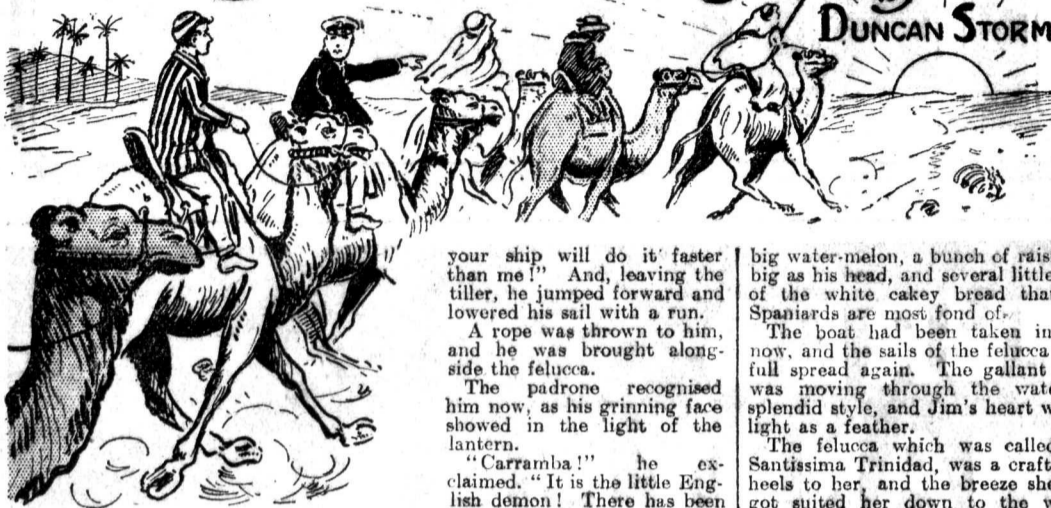 DUNCAN STORM
your ship will do it faster
than me!" And, leaving the
tiller, he jumped forward and
lowered his sail with a run.
A rope was thrown to him,
and he was brought along-
side the felucca.
The padrone recognised
him now, as his grinning face
showed in the light of the
lantern.
"Carramba!" he ex-
claimed. "It is the little Eng-
lish demon! There has been
big water-melon, a bunch of rais
big as his head, and several little
of the white cakey bread tha
Spaniards are most fond of.
The boat had been taken in
now, and the sails of the felucca
full spread again. The gallant
was moving through the wat
splendid style, and Jim's heart w
light as a feather.
The felucca which was called
Santissima Trinidad, was a craft
heels to her, and the breeze she
got suited her down to the w